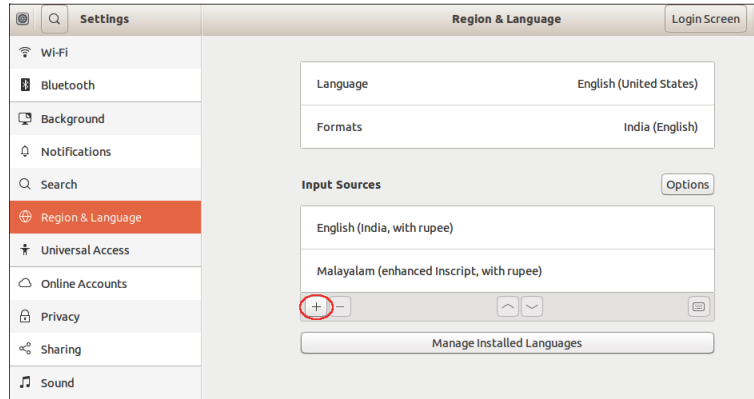 Settings
Region & Language
Login Screen
Wi-Fi
Bluetooth
Background
Notifications
Search
Region & Language
Universal Access
Online Accounts
Privacy
Sharing
Sound
Language English (United States)
Formats India (English)
Input Sources
Options
English (India, with rupee)
Malayalam (enhanced Inscript, with rupee)
+ −
Manage Installed Languages